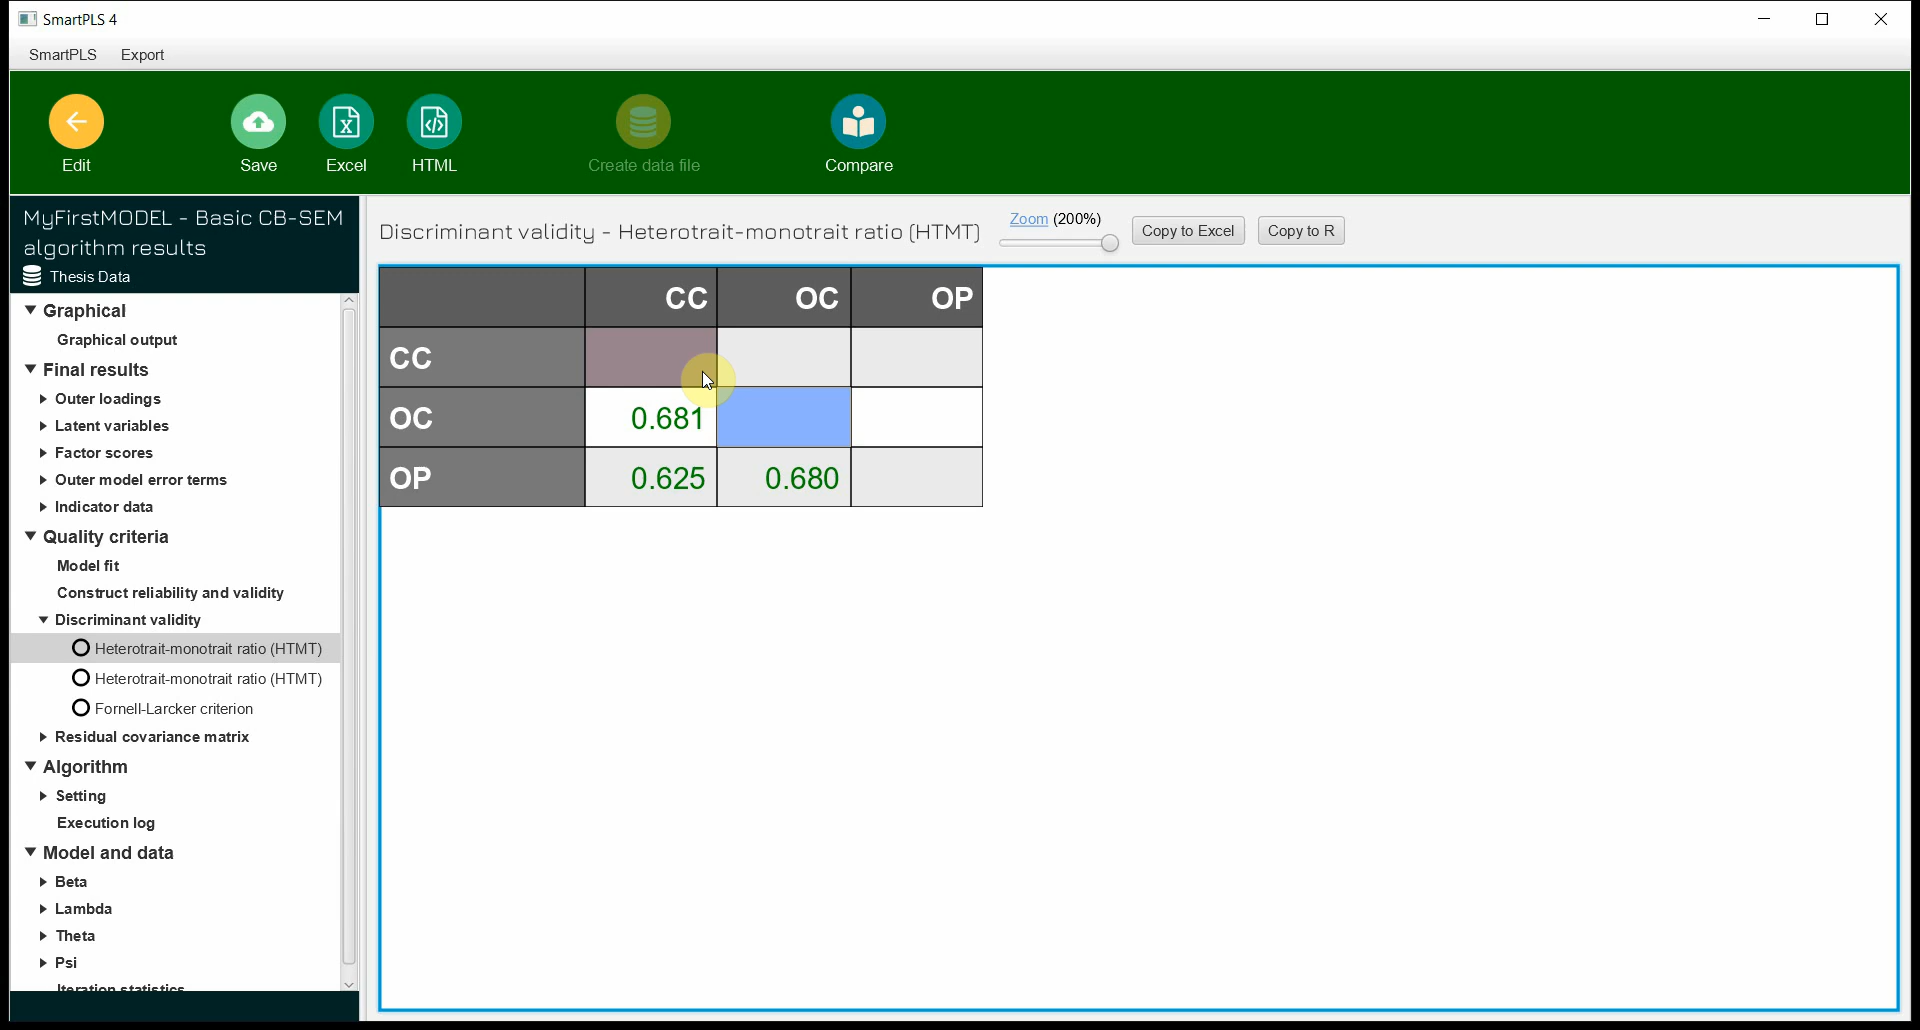 SmartPLS 4
SmartPLS Export
Edit Save Excel HTML Create data file Compare
MyFirstMODEL - Basic CB-SEM
algorithm results
Thesis Data
Graphical
Graphical output
Final results
Outer loadings
Latent variables
Factor scores
Outer model error terms
Indicator data
Quality criteria
Model fit
Construct reliability and validity
Discriminant validity
Heterotrait-monotrait ratio (HTMT)
Heterotrait-monotrait ratio (HTMT)
Fornell-Larcker criterion
Residual covariance matrix
Algorithm
Setting
Execution log
Model and data
Beta
Lambda
Theta
Psi
Iteration statistics
Discriminant validity - Heterotrait-monotrait ratio (HTMT) Zoom (200%) Copy to Excel Copy to R
CC OC OP
CC
OC 0.681
OP 0.625 0.680